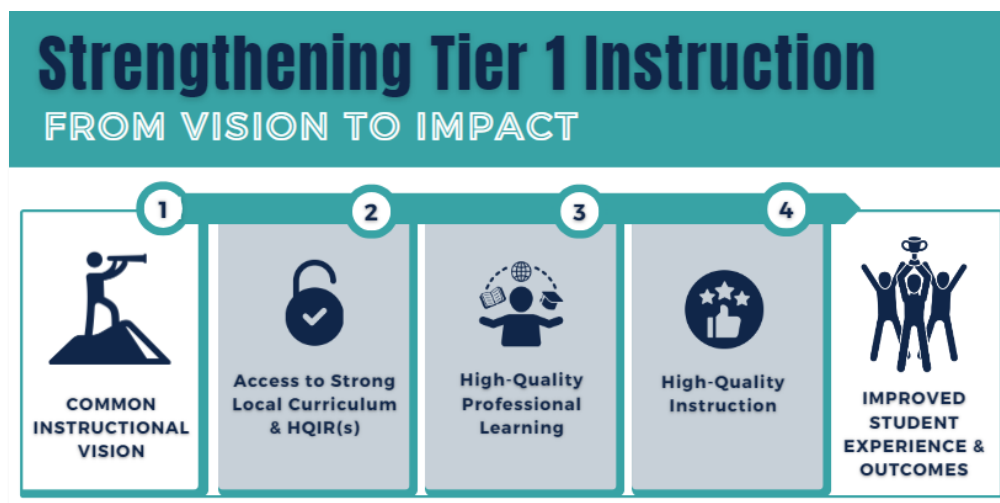 Strengthening Tier 1 Instruction
FROM VISION TO IMPACT
1
2
3
4
COMMON
INSTRUCTIONAL
VISION
Access to Strong
Local Curriculum
& HQIR(s)
High-Quality
Professional
Learning
High-Quality
Instruction
IMPROVED
STUDENT
EXPERIENCE &
OUTCOMES